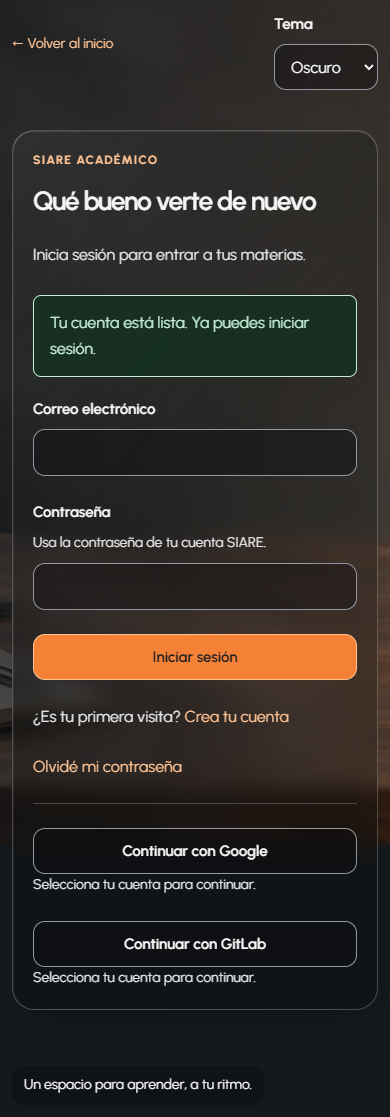 ← Volver al inicio
Tema
Oscuro
SIARE ACADÉMICO
Qué bueno verte de nuevo
Inicia sesión para entrar a tus materias.
Tu cuenta está lista. Ya puedes iniciar
sesión.
Correo electrónico
Contraseña
Usa la contraseña de tu cuenta SIARE.
Iniciar sesión
¿Es tu primera visita? Crea tu cuenta
Olvidé mi contraseña
Continuar con Google
Selecciona tu cuenta para continuar.
Continuar con GitLab
Selecciona tu cuenta para continuar.
Un espacio para aprender, a tu ritmo.